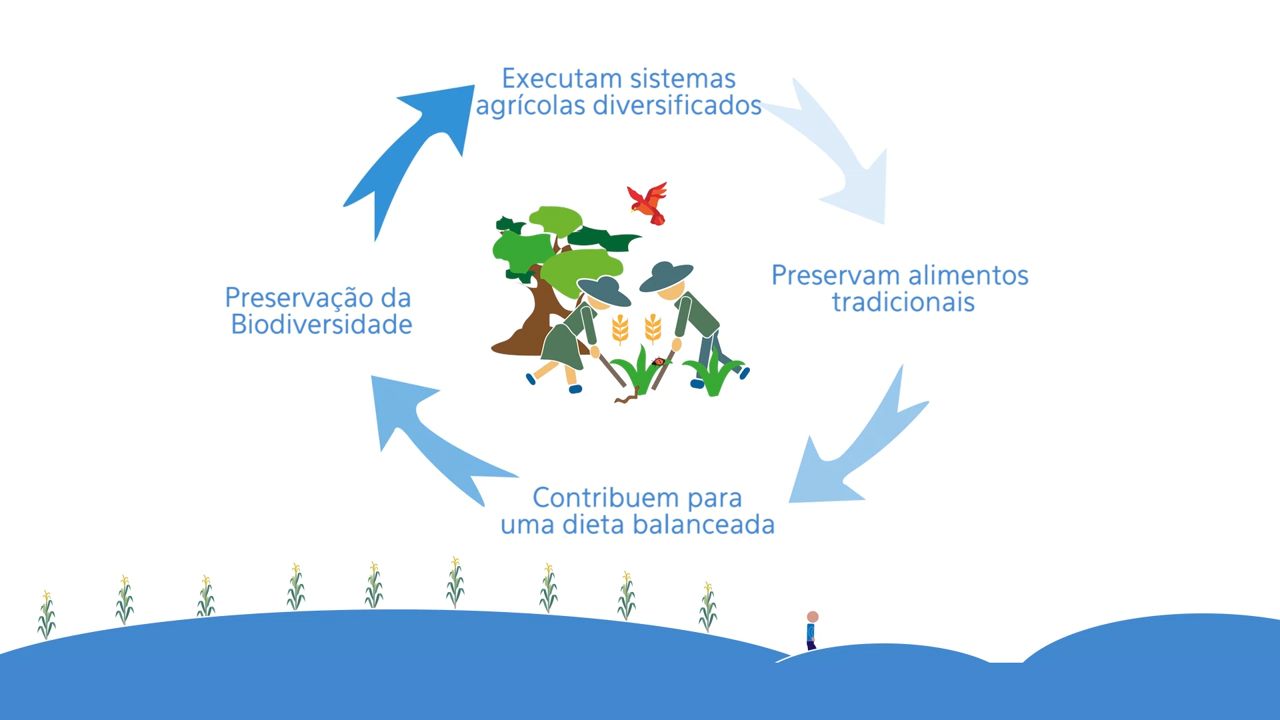 Executam sistemas
agrícolas diversificados
Preservam alimentos
tradicionais
Contribuem para
uma dieta balanceada
Preservação da
Biodiversidade